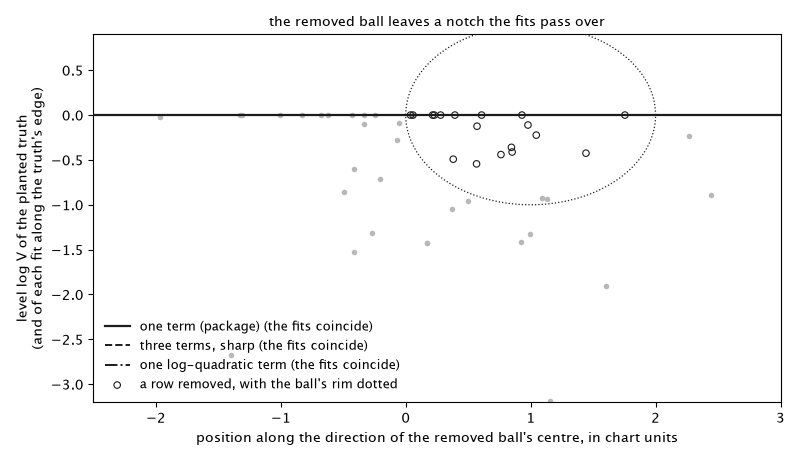 the removed ball leaves a notch the fits pass over
level log V of the planted truth
(and of each fit along the truth's edge)
0.5
0.0
−0.5
−1.0
−1.5
−2.0
−2.5
−3.0
one term (package) (the fits coincide)
three terms, sharp (the fits coincide)
one log−quadratic term (the fits coincide)
a row removed, with the ball's rim dotted
−2
−1
0
1
2
3
position along the direction of the removed ball's centre, in chart units